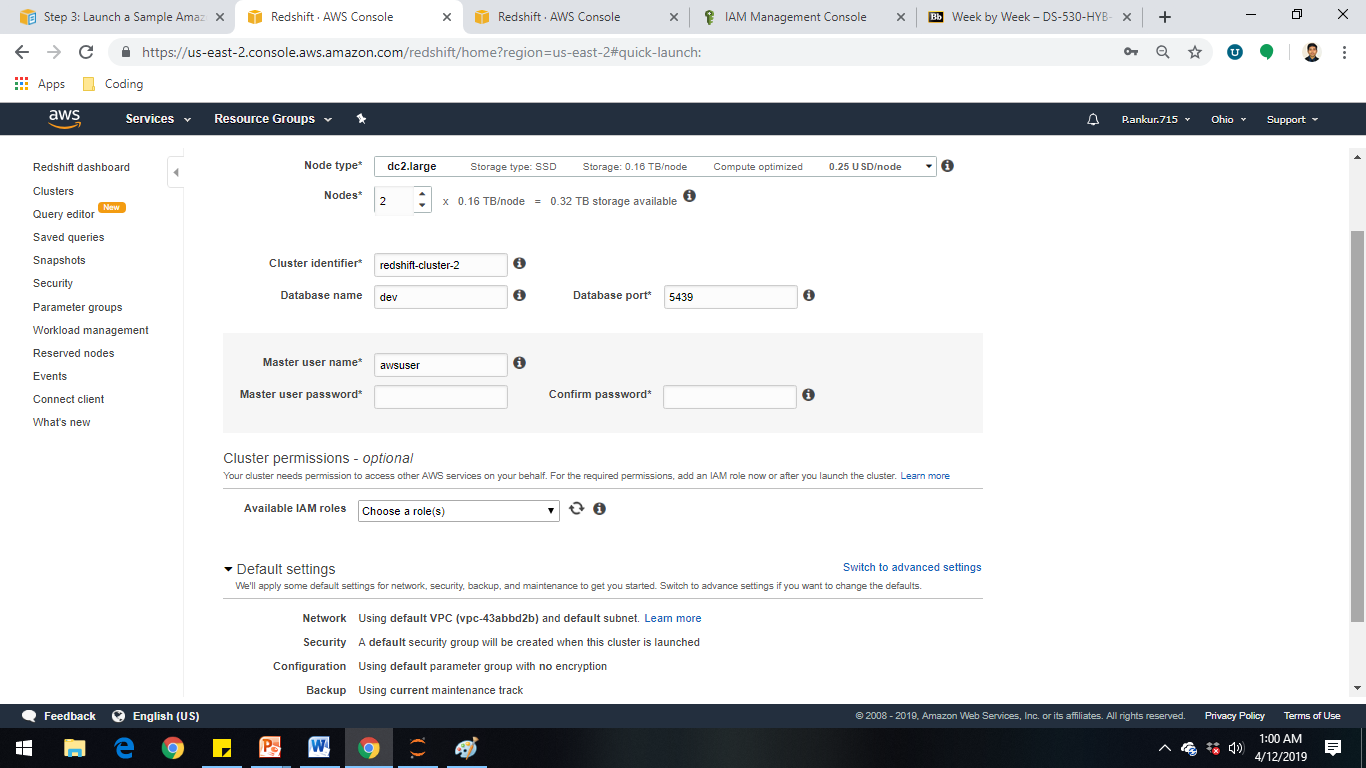 Step 3: Launch a Sample Amaz
Redshift · AWS Console
Redshift · AWS Console
IAM Management Console
Bb Week by Week – DS-530-HYB-
https://us-east-2.console.aws.amazon.com/redshift/home?region=us-east-2#quick-launch:
Apps Coding
aws Services Resource Groups P.ankur.715 Ohio Support
Redshift dashboard
Clusters
Query editor New
Saved queries
Snapshots
Security
Parameter groups
Workload management
Reserved nodes
Events
Connect client
What's new
Node type* dc2.large Storage type: SSD Storage: 0.16 TB/node Compute optimized 0.25 USD/node
Nodes* 2 x 0.16 TB/node = 0.32 TB storage available
Cluster identifier* redshift-cluster-2
Database name dev Database port* 5439
Master user name* awsuser
Master user password* Confirm password*
Cluster permissions - optional
Your cluster needs permission to access other AWS services on your behalf. For the required permissions, add an IAM role now or after you launch the cluster. Learn more
Available IAM roles Choose a role(s)
Default settings Switch to advanced settings
We'll apply some default settings for network, security, backup, and maintenance to get you started. Switch to advance settings if you want to change the defaults.
Network Using default VPC (vpc-43abbd2b) and default subnet. Learn more
Security A default security group will be created when this cluster is launched
Configuration Using default parameter group with no encryption
Backup Using current maintenance track
Feedback English (US) © 2008 - 2019, Amazon Web Services, Inc. or its affiliates. All rights reserved. Privacy Policy Terms of Use
1:00 AM
4/12/2019